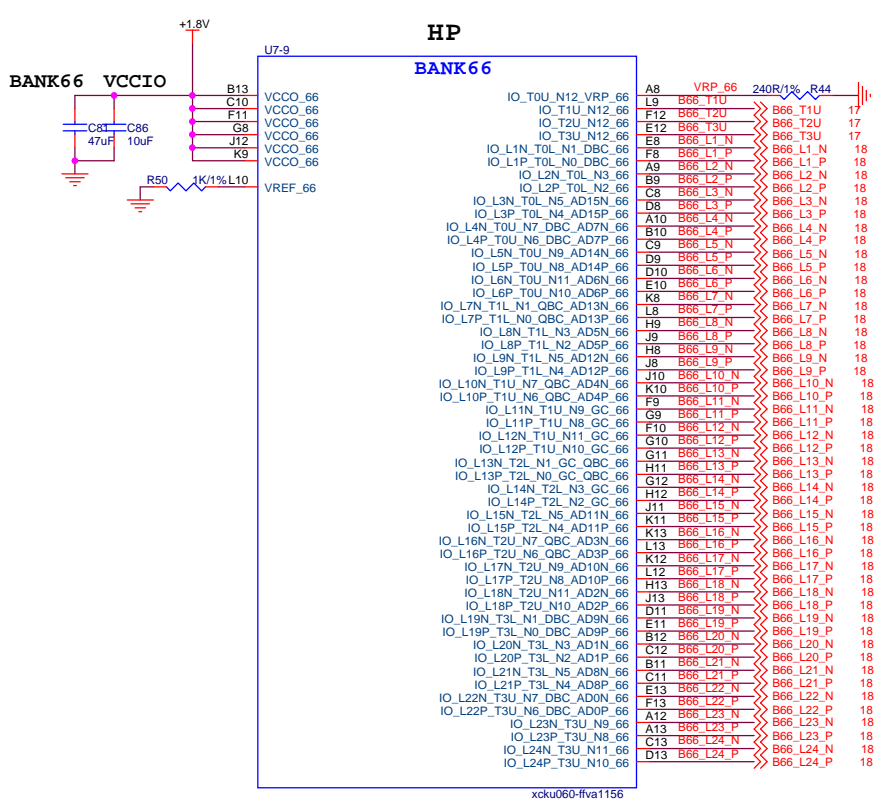 HP
+1.8V
U7-9
BANK66
BANK66 VCCIO
C81
47uF
C86
10uF
B13 VCCO_66
C10 VCCO_66
F11 VCCO_66
G8 VCCO_66
J12 VCCO_66
K9 VCCO_66
R50 1K/1% L10 VREF_66
IO_T0U_N12_VRP_66 A8 VRP_66 240R/1% R44
IO_T1U_N12_66 L9 B66_T1U B66_T1U 17
IO_T2U_N12_66 F12 B66_T2U B66_T2U 17
IO_T3U_N12_66 E12 B66_T3U B66_T3U 17
IO_L1N_T0L_N1_DBC_66 E8 B66_L1_N B66_L1_N 18
IO_L1P_T0L_N0_DBC_66 F8 B66_L1_P B66_L1_P 18
IO_L2N_T0L_N3_66 A9 B66_L2_N B66_L2_N 18
IO_L2P_T0L_N2_66 B9 B66_L2_P B66_L2_P 18
IO_L3N_T0L_N5_AD15N_66 C8 B66_L3_N B66_L3_N 18
IO_L3P_T0L_N4_AD15P_66 D8 B66_L3_P B66_L3_P 18
IO_L4N_T0U_N7_DBC_AD7N_66 A10 B66_L4_N B66_L4_N 18
IO_L4P_T0U_N6_DBC_AD7P_66 B10 B66_L4_P B66_L4_P 18
IO_L5N_T0U_N9_AD14N_66 C9 B66_L5_N B66_L5_N 18
IO_L5P_T0U_N8_AD14P_66 D9 B66_L5_P B66_L5_P 18
IO_L6N_T0U_N11_AD6N_66 D10 B66_L6_N B66_L6_N 18
IO_L6P_T0U_N10_AD6P_66 E10 B66_L6_P B66_L6_P 18
IO_L7N_T1L_N1_QBC_AD13N_66 K8 B66_L7_N B66_L7_N 18
IO_L7P_T1L_N0_QBC_AD13P_66 L8 B66_L7_P B66_L7_P 18
IO_L8N_T1L_N3_AD5N_66 H9 B66_L8_N B66_L8_N 18
IO_L8P_T1L_N2_AD5P_66 J9 B66_L8_P B66_L8_P 18
IO_L9N_T1L_N5_AD12N_66 H8 B66_L9_N B66_L9_N 18
IO_L9P_T1L_N4_AD12P_66 J8 B66_L9_P B66_L9_P 18
IO_L10N_T1U_N7_QBC_AD4N_66 J10 B66_L10_N B66_L10_N 18
IO_L10P_T1U_N6_QBC_AD4P_66 K10 B66_L10_P B66_L10_P 18
IO_L11N_T1U_N9_GC_66 F9 B66_L11_N B66_L11_N 18
IO_L11P_T1U_N8_GC_66 G9 B66_L11_P B66_L11_P 18
IO_L12N_T1U_N11_GC_66 F10 B66_L12_N B66_L12_N 18
IO_L12P_T1U_N10_GC_66 G10 B66_L12_P B66_L12_P 18
IO_L13N_T2L_N1_GC_QBC_66 G11 B66_L13_N B66_L13_N 18
IO_L13P_T2L_N0_GC_QBC_66 H11 B66_L13_P B66_L13_P 18
IO_L14N_T2L_N3_GC_66 G12 B66_L14_N B66_L14_N 18
IO_L14P_T2L_N2_GC_66 H12 B66_L14_P B66_L14_P 18
IO_L15N_T2L_N5_AD11N_66 J11 B66_L15_N B66_L15_N 18
IO_L15P_T2L_N4_AD11P_66 K11 B66_L15_P B66_L15_P 18
IO_L16N_T2U_N7_QBC_AD3N_66 K13 B66_L16_N B66_L16_N 18
IO_L16P_T2U_N6_QBC_AD3P_66 L13 B66_L16_P B66_L16_P 18
IO_L17N_T2U_N9_AD10N_66 K12 B66_L17_N B66_L17_N 18
IO_L17P_T2U_N8_AD10P_66 L12 B66_L17_P B66_L17_P 18
IO_L18N_T2U_N11_AD2N_66 H13 B66_L18_N B66_L18_N 18
IO_L18P_T2U_N10_AD2P_66 J13 B66_L18_P B66_L18_P 18
IO_L19N_T3L_N1_DBC_AD9N_66 D11 B66_L19_N B66_L19_N 18
IO_L19P_T3L_N0_DBC_AD9P_66 E11 B66_L19_P B66_L19_P 18
IO_L20N_T3L_N3_AD1N_66 B12 B66_L20_N B66_L20_N 18
IO_L20P_T3L_N2_AD1P_66 C12 B66_L20_P B66_L20_P 18
IO_L21N_T3L_N5_AD8N_66 B11 B66_L21_N B66_L21_N 18
IO_L21P_T3L_N4_AD8P_66 C11 B66_L21_P B66_L21_P 18
IO_L22N_T3U_N7_DBC_AD0N_66 E13 B66_L22_N B66_L22_N 18
IO_L22P_T3U_N6_DBC_AD0P_66 F13 B66_L22_P B66_L22_P 18
IO_L23N_T3U_N9_66 A12 B66_L23_N B66_L23_N 18
IO_L23P_T3U_N8_66 A13 B66_L23_P B66_L23_P 18
IO_L24N_T3U_N11_66 C13 B66_L24_N B66_L24_N 18
IO_L24P_T3U_N10_66 D13 B66_L24_P B66_L24_P 18
xcku060-ffva1156